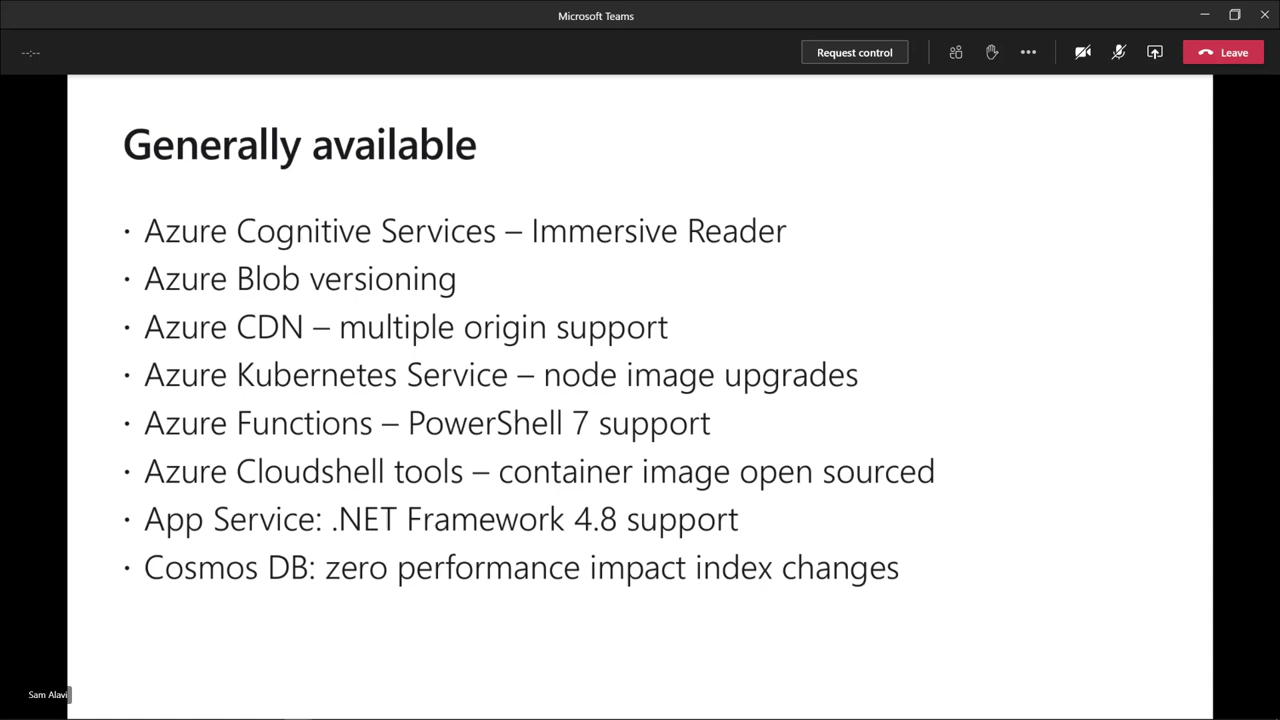 Microsoft Teams
--:--
Request control
Leave
Generally available
· Azure Cognitive Services – Immersive Reader
· Azure Blob versioning
· Azure CDN – multiple origin support
· Azure Kubernetes Service – node image upgrades
· Azure Functions – PowerShell 7 support
· Azure Cloudshell tools – container image open sourced
· App Service: .NET Framework 4.8 support
· Cosmos DB: zero performance impact index changes
Sam Alavi